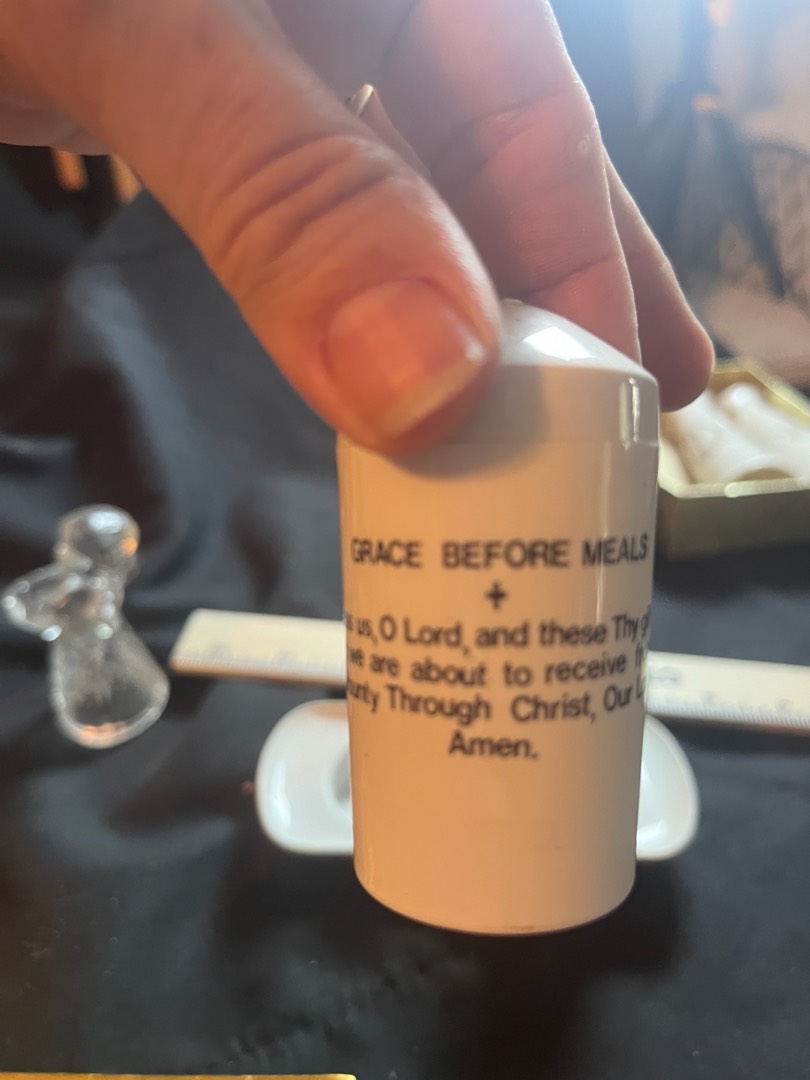 GRACE BEFORE MEALS
us, O Lord, and these Thy
we are about to receive
Through Christ, Our
Amen.